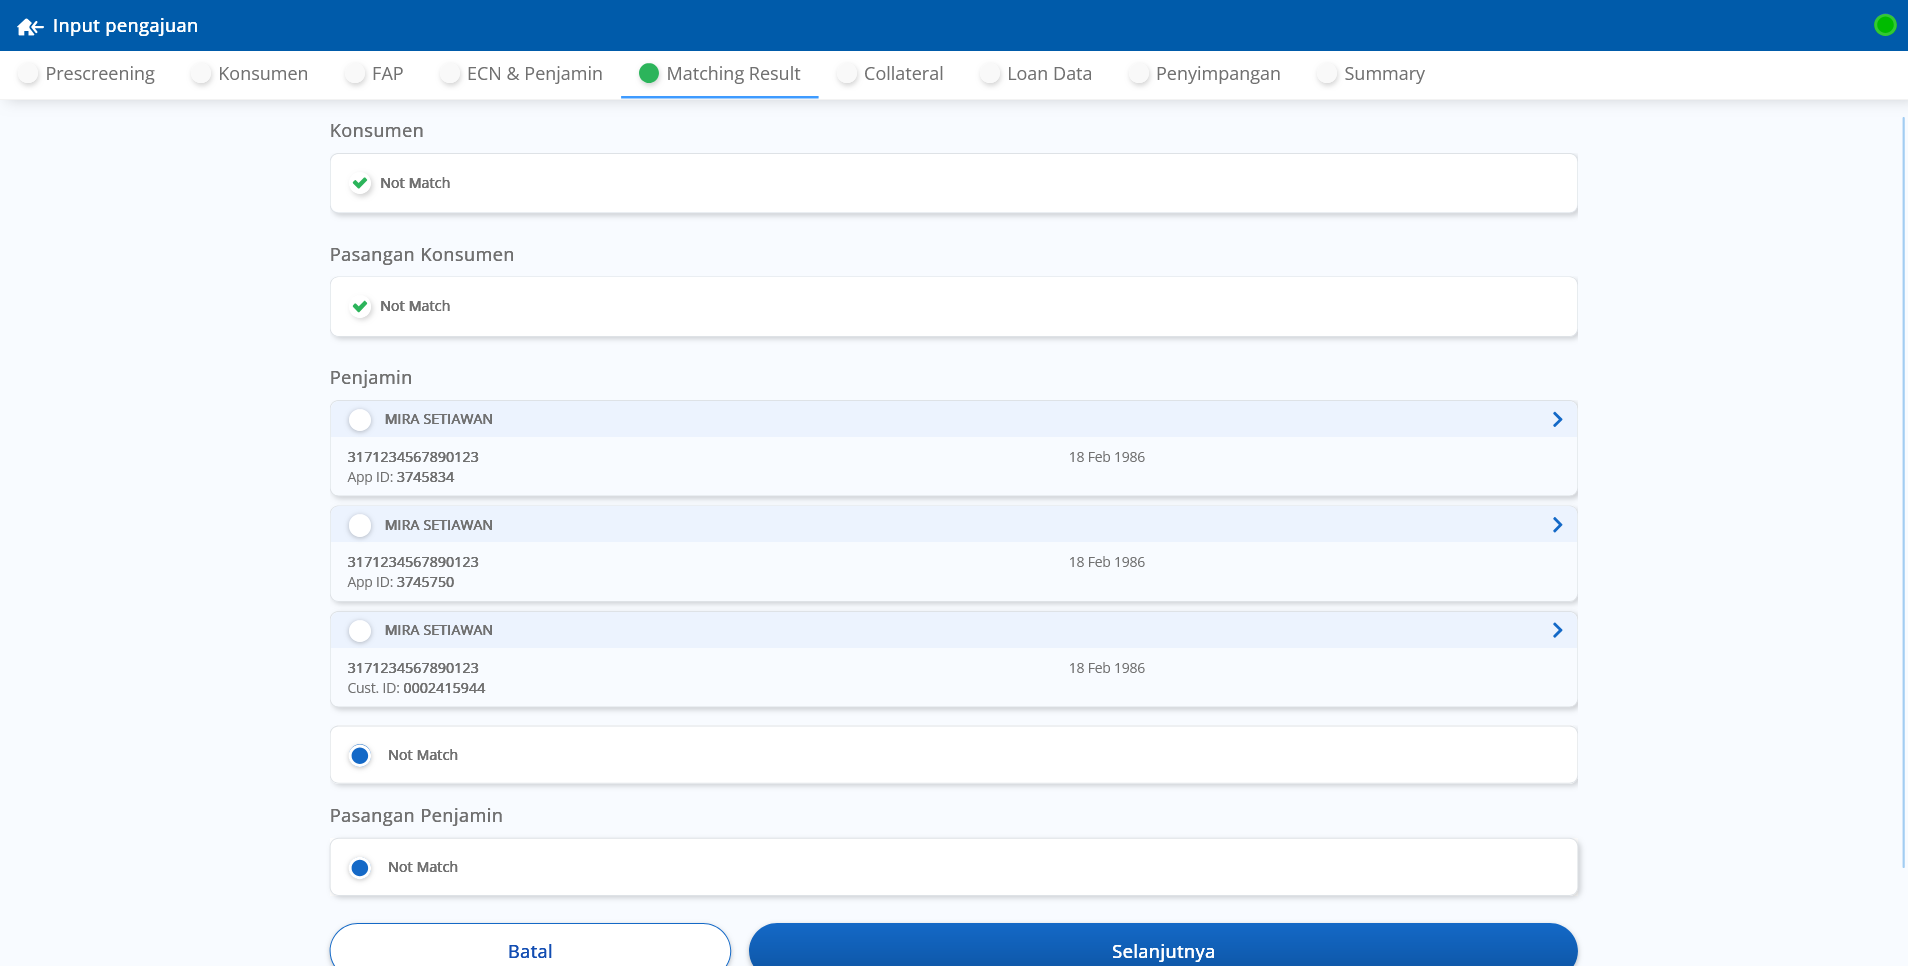 Input pengajuan
Prescreening Konsumen FAP ECN & Penjamin Matching Result Collateral Loan Data Penyimpangan Summary
Konsumen
Not Match
Pasangan Konsumen
Not Match
Penjamin
MIRA SETIAWAN
3171234567890123 18 Feb 1986
App ID: 3745834
MIRA SETIAWAN
3171234567890123 18 Feb 1986
App ID: 3745750
MIRA SETIAWAN
3171234567890123 18 Feb 1986
Cust. ID: 0002415944
Not Match
Pasangan Penjamin
Not Match
Batal Selanjutnya